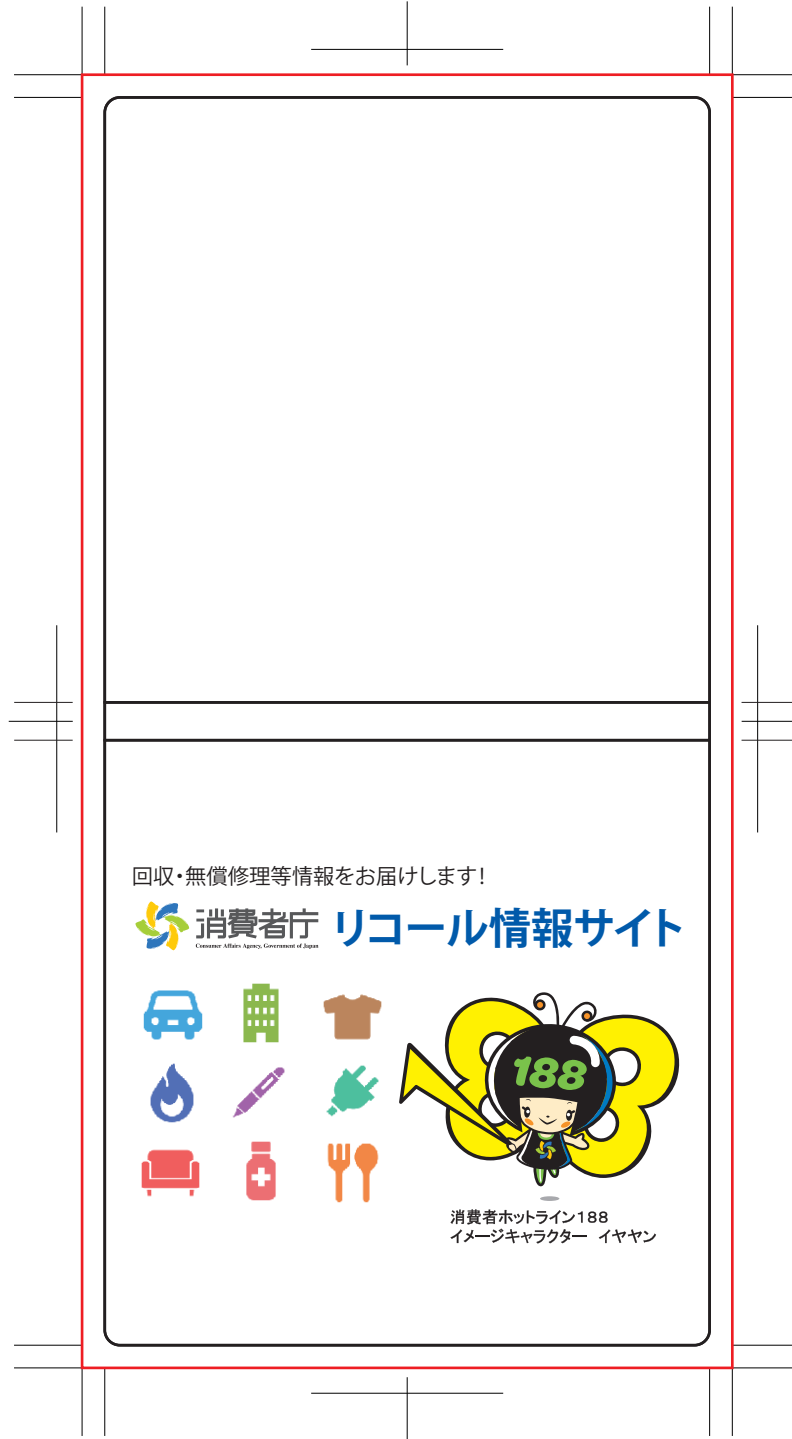 回収・無償修理等情報をお届けします!
消費者庁 リコール情報サイト
Consumer Affairs Agency, Government of Japan
188
消費者ホットライン188
イメージキャラクター イヤヤン